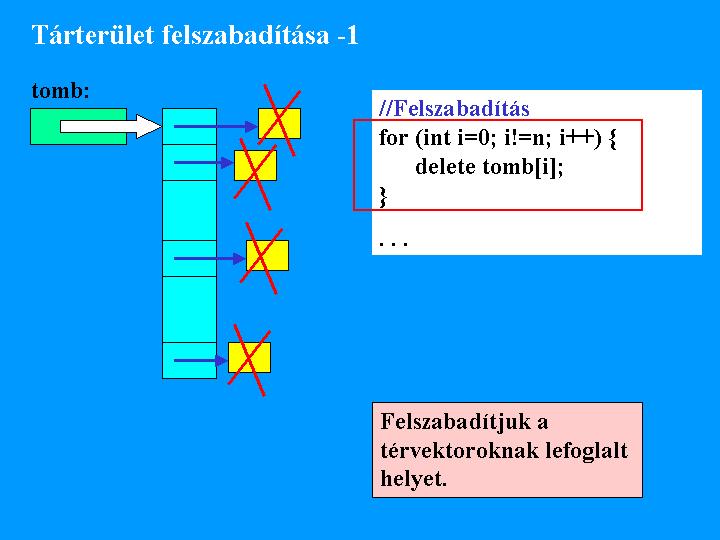 Tárterület felszabadítása -1
tomb:
//Felszabadítás
for (int i=0; i!=n; i++) {
delete tomb[i];
}
. . .
Felszabadítjuk a
térvektoroknak lefoglalt
helyet.